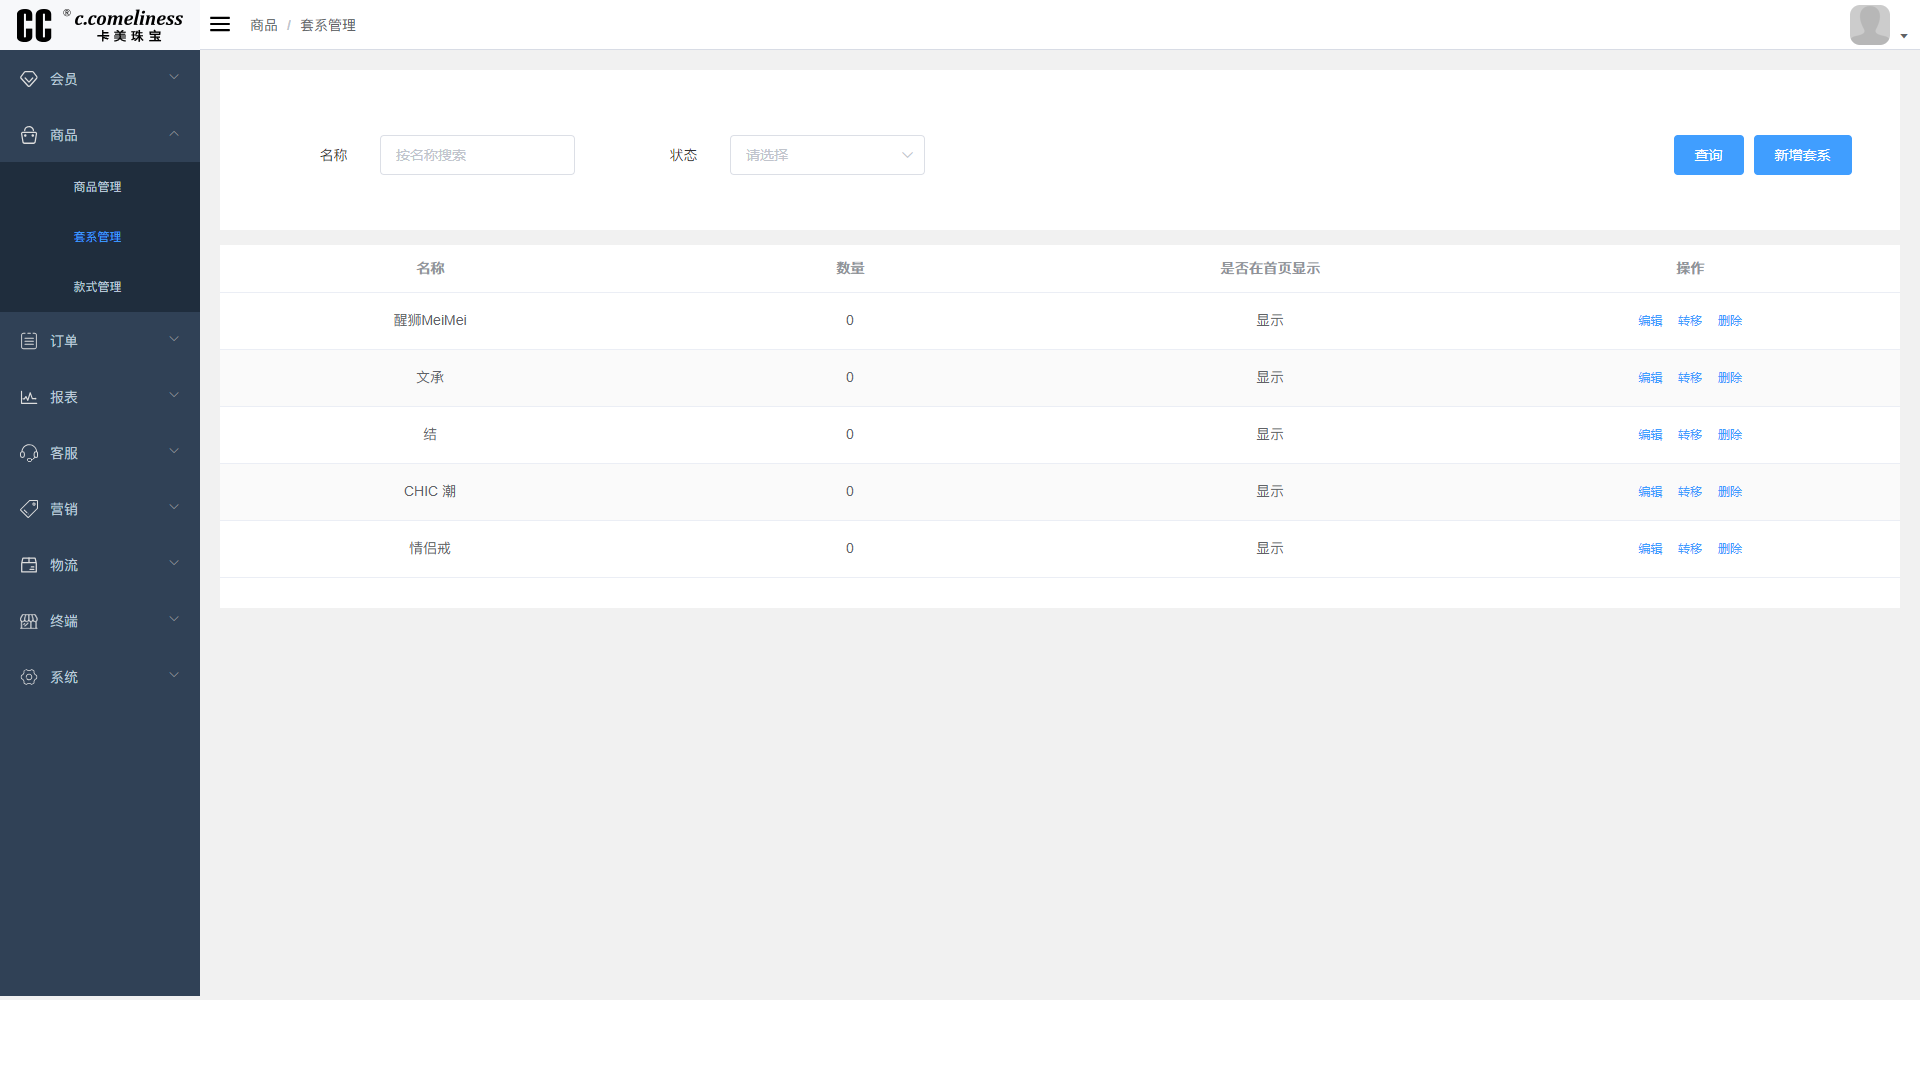 CC ® c.comeliness
卡美珠宝
商品 / 套系管理
会员
商品
商品管理
套系管理
款式管理
订单
报表
客服
营销
物流
终端
系统
名称 按名称搜索 状态 请选择 查询 新增套系
名称 数量 是否在首页显示 操作
醒狮MeiMei 0 显示 编辑 转移 删除
文承 0 显示 编辑 转移 删除
结 0 显示 编辑 转移 删除
CHIC 潮 0 显示 编辑 转移 删除
情侣戒 0 显示 编辑 转移 删除